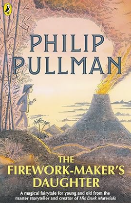 PHILIP
PULLMAN
THE
FIREWORK-MAKER'S
DAUGHTER
A magical fairytale for young and old from the
master storyteller and creator of His Dark Materials